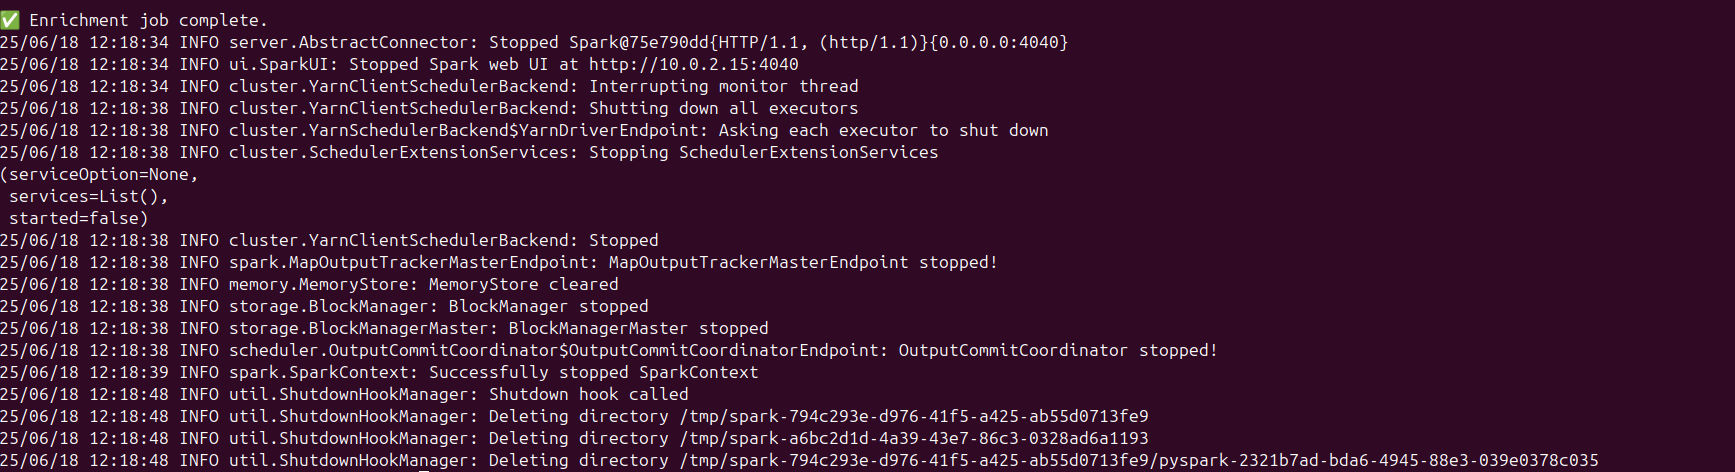 ✅ Enrichment job complete.
25/06/18 12:18:34 INFO server.AbstractConnector: Stopped Spark@75e790dd{HTTP/1.1, (http/1.1)}{0.0.0.0:4040}
25/06/18 12:18:34 INFO ui.SparkUI: Stopped Spark web UI at http://10.0.2.15:4040
25/06/18 12:18:34 INFO cluster.YarnClientSchedulerBackend: Interrupting monitor thread
25/06/18 12:18:38 INFO cluster.YarnClientSchedulerBackend: Shutting down all executors
25/06/18 12:18:38 INFO cluster.YarnSchedulerBackend$YarnDriverEndpoint: Asking each executor to shut down
25/06/18 12:18:38 INFO cluster.SchedulerExtensionServices: Stopping SchedulerExtensionServices
(serviceOption=None,
 services=List(),
 started=false)
25/06/18 12:18:38 INFO cluster.YarnClientSchedulerBackend: Stopped
25/06/18 12:18:38 INFO spark.MapOutputTrackerMasterEndpoint: MapOutputTrackerMasterEndpoint stopped!
25/06/18 12:18:38 INFO memory.MemoryStore: MemoryStore cleared
25/06/18 12:18:38 INFO storage.BlockManager: BlockManager stopped
25/06/18 12:18:38 INFO storage.BlockManagerMaster: BlockManagerMaster stopped
25/06/18 12:18:38 INFO scheduler.OutputCommitCoordinator$OutputCommitCoordinatorEndpoint: OutputCommitCoordinator stopped!
25/06/18 12:18:39 INFO spark.SparkContext: Successfully stopped SparkContext
25/06/18 12:18:48 INFO util.ShutdownHookManager: Shutdown hook called
25/06/18 12:18:48 INFO util.ShutdownHookManager: Deleting directory /tmp/spark-794c293e-d976-41f5-a425-ab55d0713fe9
25/06/18 12:18:48 INFO util.ShutdownHookManager: Deleting directory /tmp/spark-a6bc2d1d-4a39-43e7-86c3-0328ad6a1193
25/06/18 12:18:48 INFO util.ShutdownHookManager: Deleting directory /tmp/spark-794c293e-d976-41f5-a425-ab55d0713fe9/pyspark-2321b7ad-bda6-4945-88e3-039e0378c035